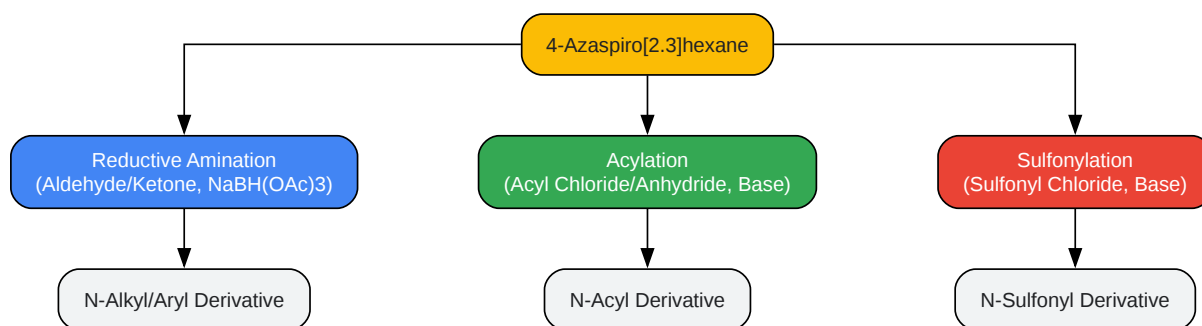 4-Azaspiro[2.3]hexane
Reductive Amination
(Aldehyde/Ketone, NaBH(OAc)3)
Acylation
(Acyl Chloride/Anhydride, Base)
Sulfonylation
(Sulfonyl Chloride, Base)
N-Alkyl/Aryl Derivative
N-Acyl Derivative
N-Sulfonyl Derivative